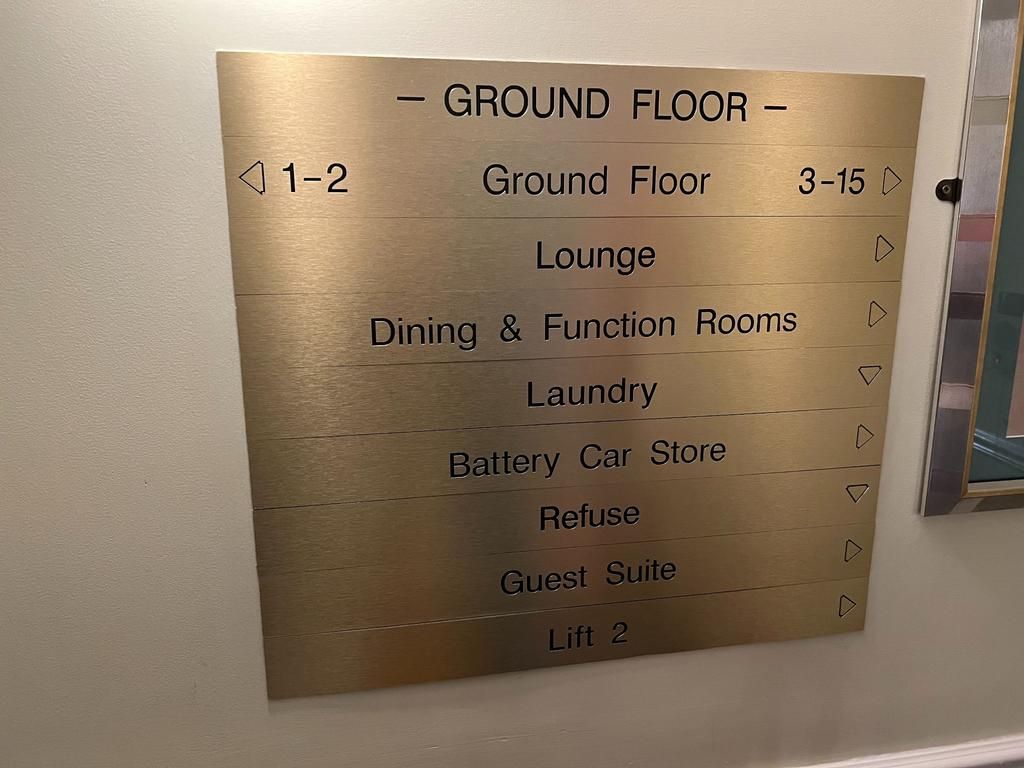 – GROUND FLOOR –
1–2 Ground Floor 3–15
Lounge
Dining & Function Rooms
Laundry
Battery Car Store
Refuse
Guest Suite
Lift 2